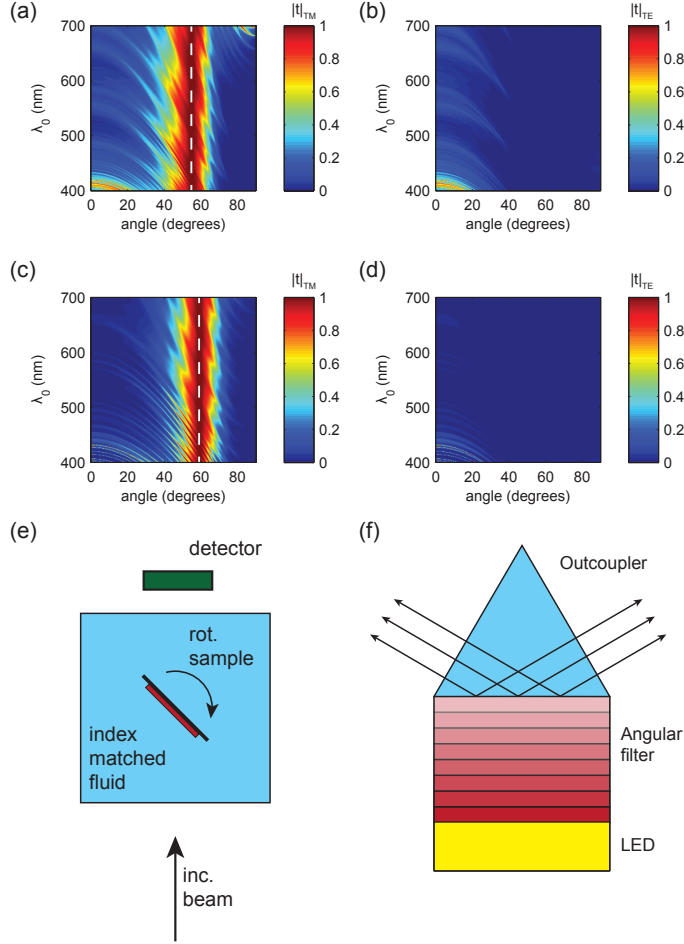 (a)
|t|TM
700
600
500
400
λ0 (nm)
0 20 40 60 80
angle (degrees)
1
0.8
0.6
0.4
0.2
0
(b)
|t|TE
700
600
500
400
λ0 (nm)
0 20 40 60 80
angle (degrees)
1
0.8
0.6
0.4
0.2
0
(c)
|t|TM
700
600
500
400
λ0 (nm)
0 20 40 60 80
angle (degrees)
1
0.8
0.6
0.4
0.2
0
(d)
|t|TE
700
600
500
400
λ0 (nm)
0 20 40 60 80
angle (degrees)
1
0.8
0.6
0.4
0.2
0
(e)
detector
rot.
sample
index
matched
fluid
inc.
beam
(f)
Outcoupler
Angular
filter
LED